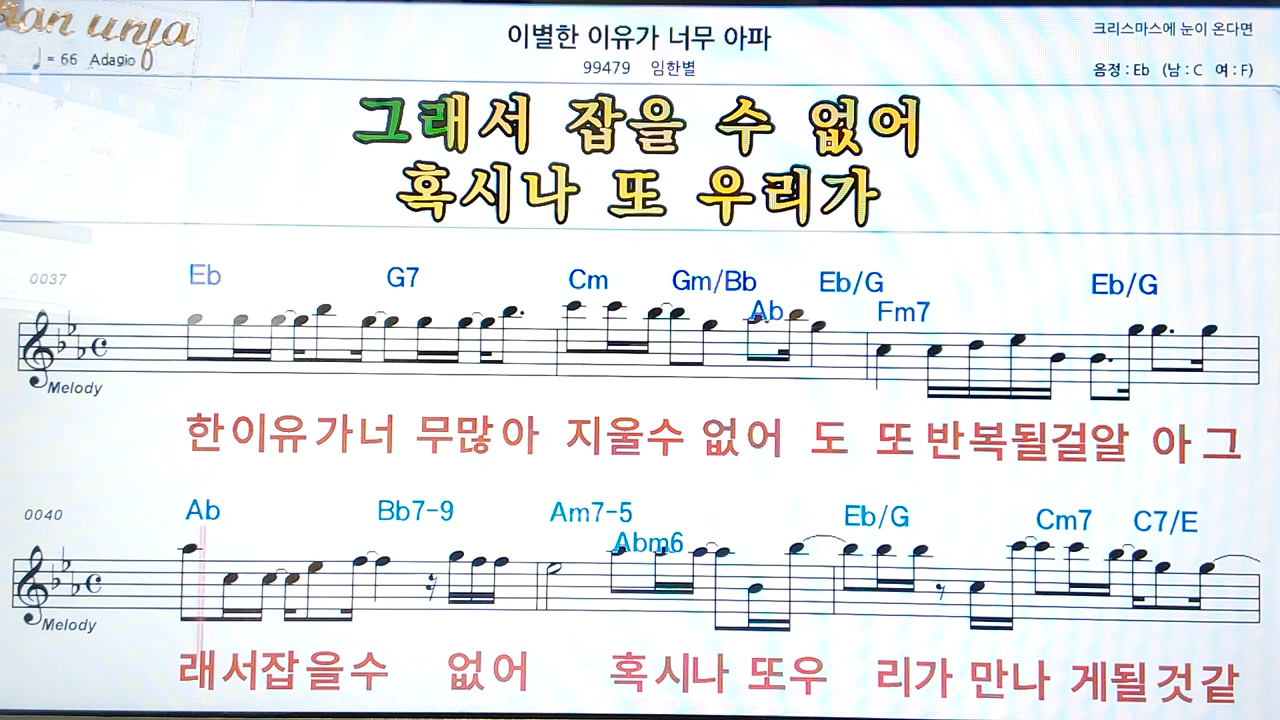 이별한 이유가 너무 아파
크리스마스에 눈이 온다면
♩ = 66 Adagio
99479 임한별
음정 : Eb (남 : C 여 : F)
그래서 잡을 수 없어
혹시나 또 우리가
0037
Eb G7 Cm Gm/Bb Ab Eb/G Fm7 Eb/G
Melody
한이유가너 무많아 지울수 없어 도 또반복될걸알 아그
0040
Ab Bb7-9 Am7-5 Abm6 Eb/G Cm7 C7/E
Melody
래서잡을수 없어 혹시나 또우 리가 만나 게될것같